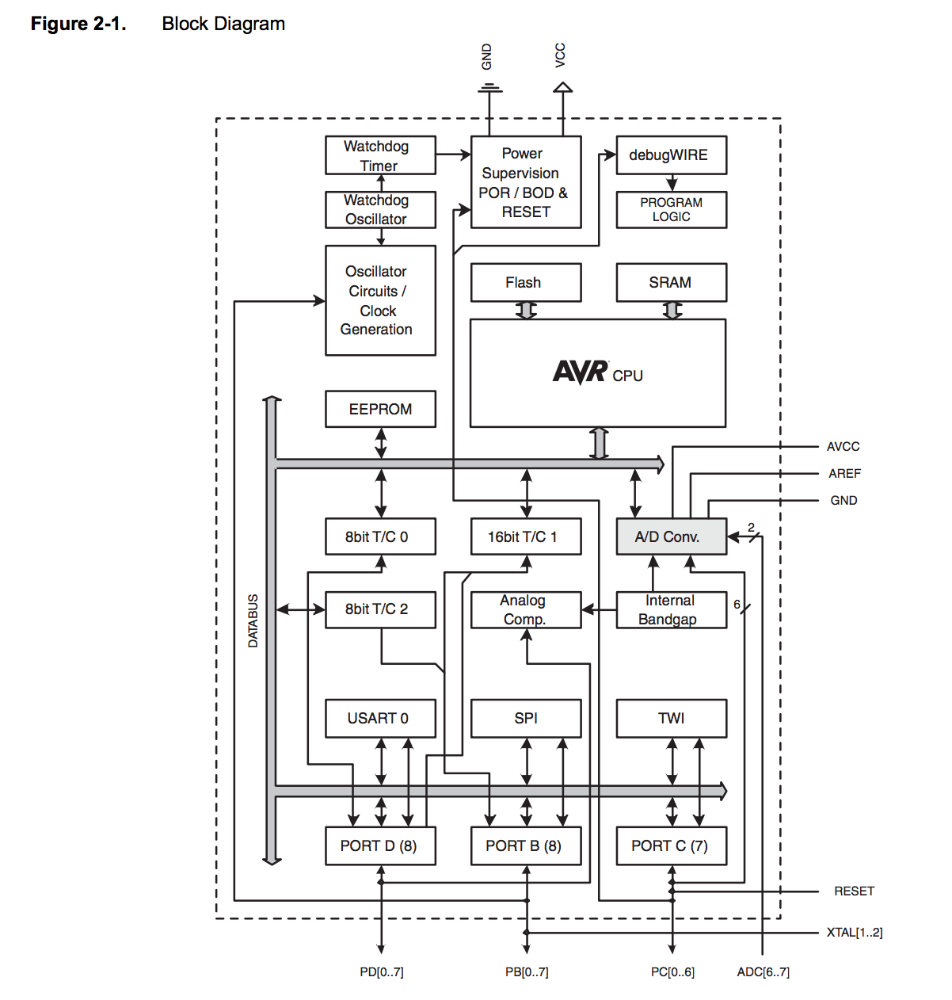 Figure 2-1. Block Diagram
GND
VCC
Watchdog
Timer
Power
Supervision
POR / BOD &
RESET
debugWIRE
Watchdog
Oscillator
PROGRAM
LOGIC
Oscillator
Circuits /
Clock
Generation
Flash
SRAM
AVR CPU
EEPROM
AVCC
AREF
GND
8bit T/C 0
16bit T/C 1
A/D Conv.
2
DATABUS
8bit T/C 2
Analog
Comp.
Internal
Bandgap
6
USART 0
SPI
TWI
PORT D (8)
PORT B (8)
PORT C (7)
RESET
XTAL[1..2]
PD[0..7]
PB[0..7]
PC[0..6]
ADC[6..7]